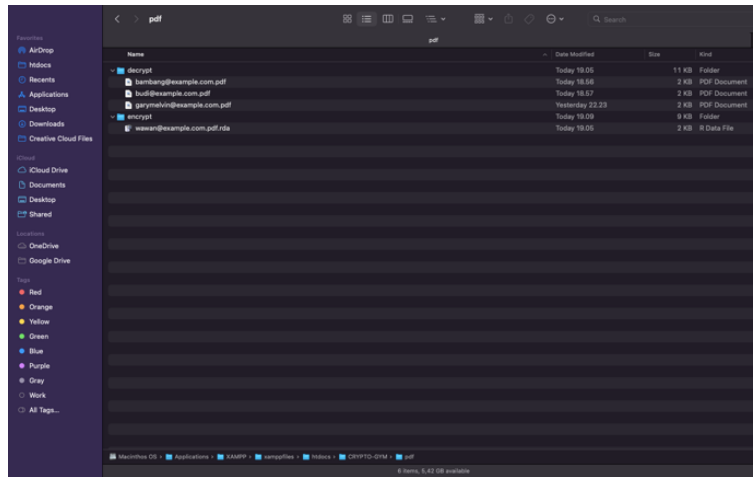 pdf
Search
pdf
Favorites
AirDrop
htdocs
Recents
Applications
Desktop
Downloads
Creative Cloud Files
iCloud
iCloud Drive
Documents
Desktop
Shared
Locations
OneDrive
Google Drive
Tags
Red
Orange
Yellow
Green
Blue
Purple
Gray
Work
All Tags...
Name Date Modified Size Kind
decrypt Today 19.05 11 KB Folder
bambang@example.com.pdf Today 18.56 2 KB PDF Document
budi@example.com.pdf Today 18.57 2 KB PDF Document
garymelvin@example.com.pdf Yesterday 22.23 2 KB PDF Document
encrypt Today 19.09 9 KB Folder
wawan@example.com.pdf.rda Today 19.05 2 KB R Data File
Macinthos OS › Applications › XAMPP › xamppfiles › htdocs › CRYPTO-GYM › pdf
6 items, 5,42 GB available